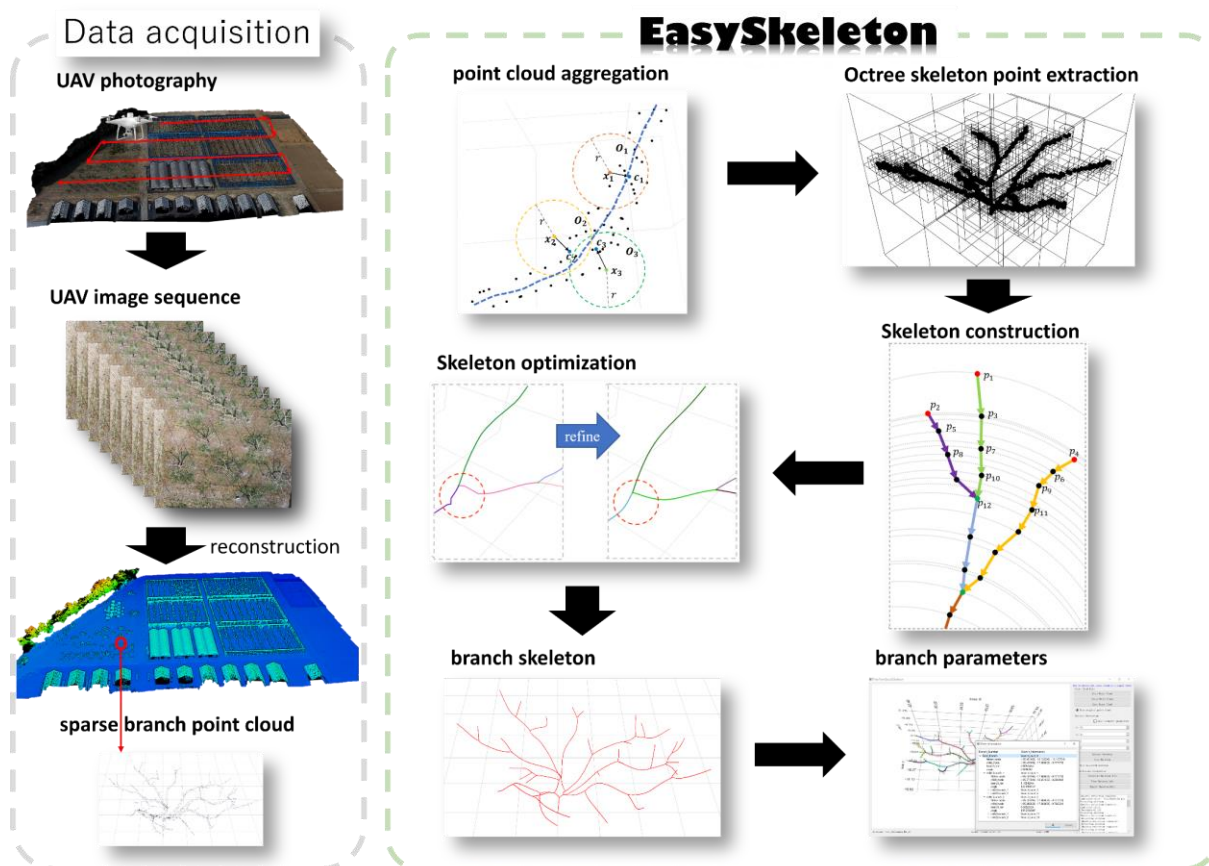 Data acquisition
UAV photography
UAV image sequence
reconstruction
sparse branch point cloud
EasySkeleton
point cloud aggregation
O₁
r
x₁
c₁
O₂
r
x₂
c₂
c₃
O₃
x₃
r
Octree skeleton point extraction
Skeleton construction
p₁
p₂
p₃
p₅
p₈
p₇
p₄
p₆
p₉
p₁₀
p₁₁
p₁₂
Skeleton optimization
refine
branch skeleton
branch parameters